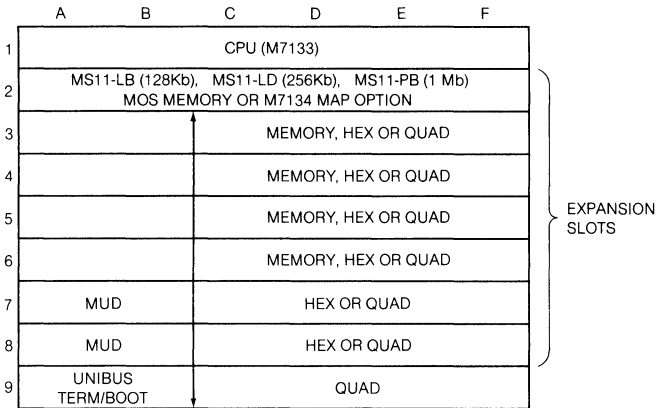 A B C D E F
1 CPU (M7133)
2 MS11-LB (128Kb), MS11-LD (256Kb), MS11-PB (1 Mb)
MOS MEMORY OR M7134 MAP OPTION
3 MEMORY, HEX OR QUAD
4 MEMORY, HEX OR QUAD
5 MEMORY, HEX OR QUAD
6 MEMORY, HEX OR QUAD
7 MUD HEX OR QUAD
8 MUD HEX OR QUAD
9 UNIBUS
TERM/BOOT QUAD
EXPANSION
SLOTS